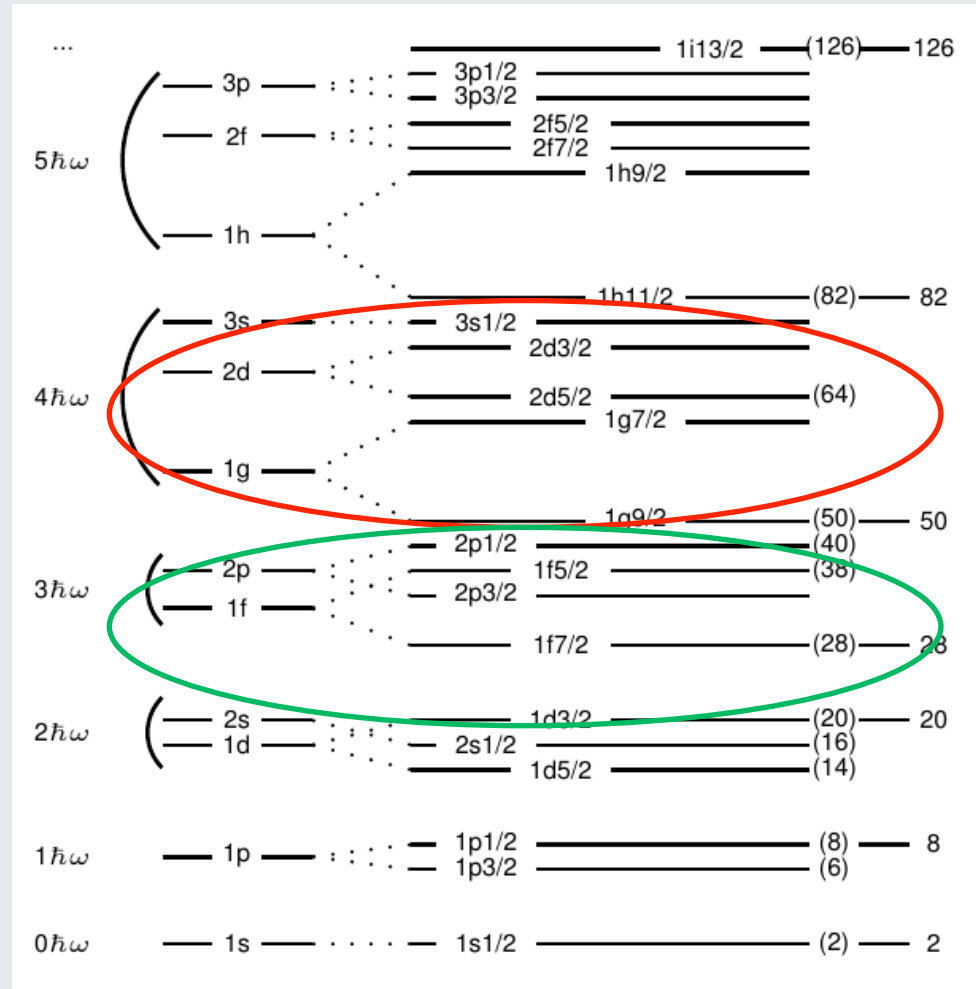 ... 1i13/2 (126) 126
3p 3p1/2
3p3/2
2f5/2
2f 2f7/2
5ħω 1h9/2
1h
1h11/2 (82) 82
3s 3s1/2
2d3/2
2d
4ħω 2d5/2 (64)
1g7/2
1g
1g9/2 (50) 50
2p1/2 (40)
2p 1f5/2 (38)
3ħω 2p3/2
1f
1f7/2 (28) 28
2s 1d3/2 (20) 20
2ħω
1d 2s1/2 (16)
1d5/2 (14)
1p1/2 (8) 8
1ħω 1p
1p3/2 (6)
0ħω 1s 1s1/2 (2) 2